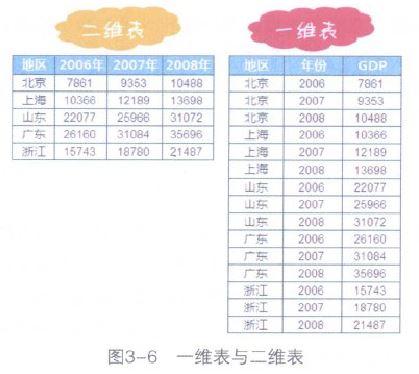 二维表
地区 2006年 2007年 2008年
北京 7861 9353 10488
上海 10366 12189 13698
山东 22077 25966 31072
广东 26160 31084 35696
浙江 15743 18780 21487
一维表
地区 年份 GDP
北京 2006 7861
北京 2007 9353
北京 2008 10488
上海 2006 10366
上海 2007 12189
上海 2008 13698
山东 2006 22077
山东 2007 25966
山东 2008 31072
广东 2006 26160
广东 2007 31084
广东 2008 35696
浙江 2006 15743
浙江 2007 18780
浙江 2008 21487
图3-6 一维表与二维表